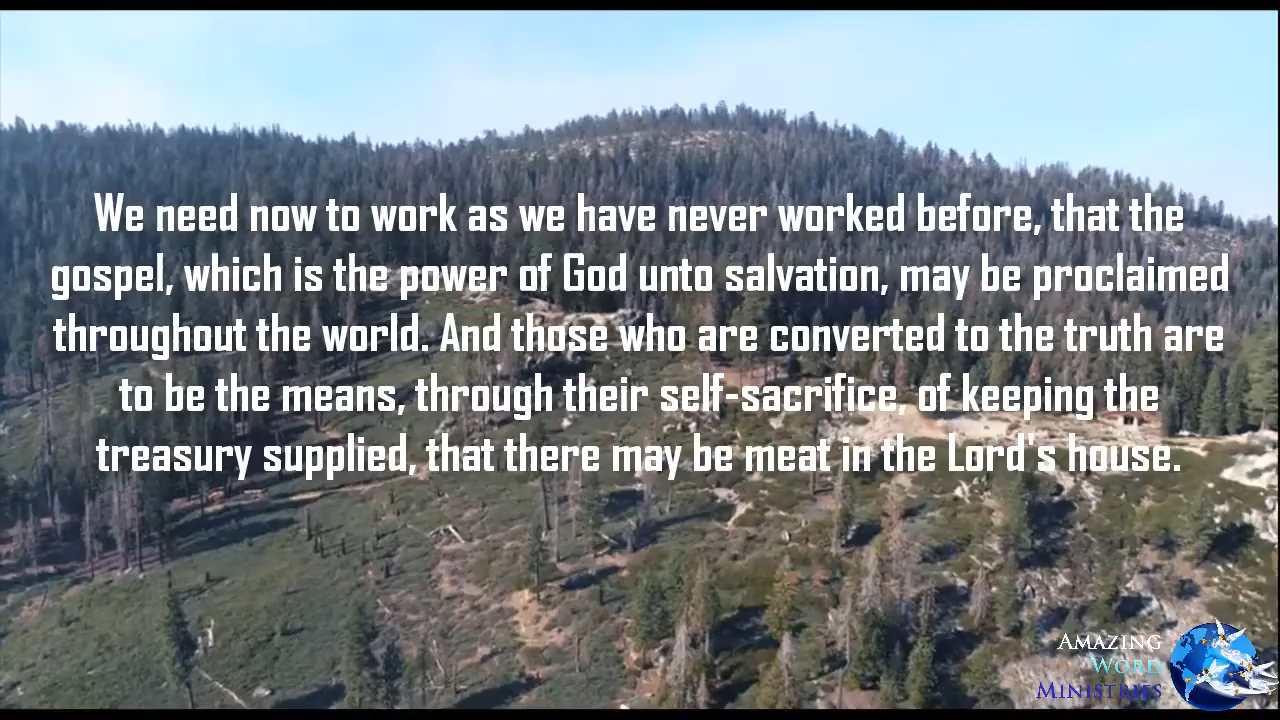 We need now to work as we have never worked before, that the
gospel, which is the power of God unto salvation, may be proclaimed
throughout the world. And those who are converted to the truth are
to be the means, through their self-sacrifice, of keeping the
treasury supplied, that there may be meat in the Lord's house.
Amazing
Word
Ministries